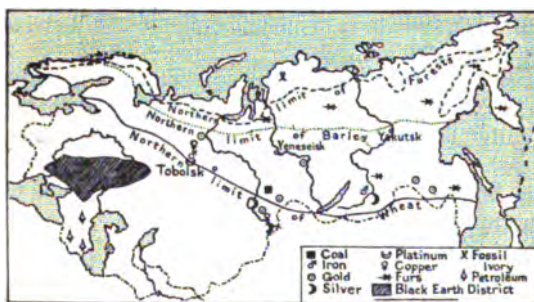 Northern limit of Forests
Northern limit of Barley
Yakutsk
Yeneseisk
Tobolsk
Northern limit of Wheat
Coal
Iron
Gold
Silver
Platinum
Copper
Furs
Black Earth District
Fossil
Ivory
Petroleum